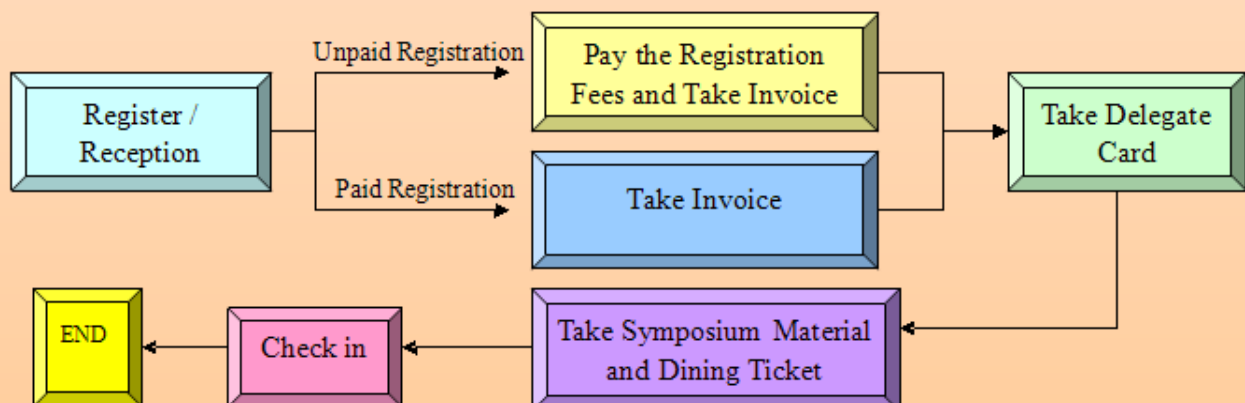 Register /
Reception
Unpaid Registration
Paid Registration
Pay the Registration
Fees and Take Invoice
Take Invoice
Take Delegate
Card
Take Symposium Material
and Dining Ticket
Check in
END